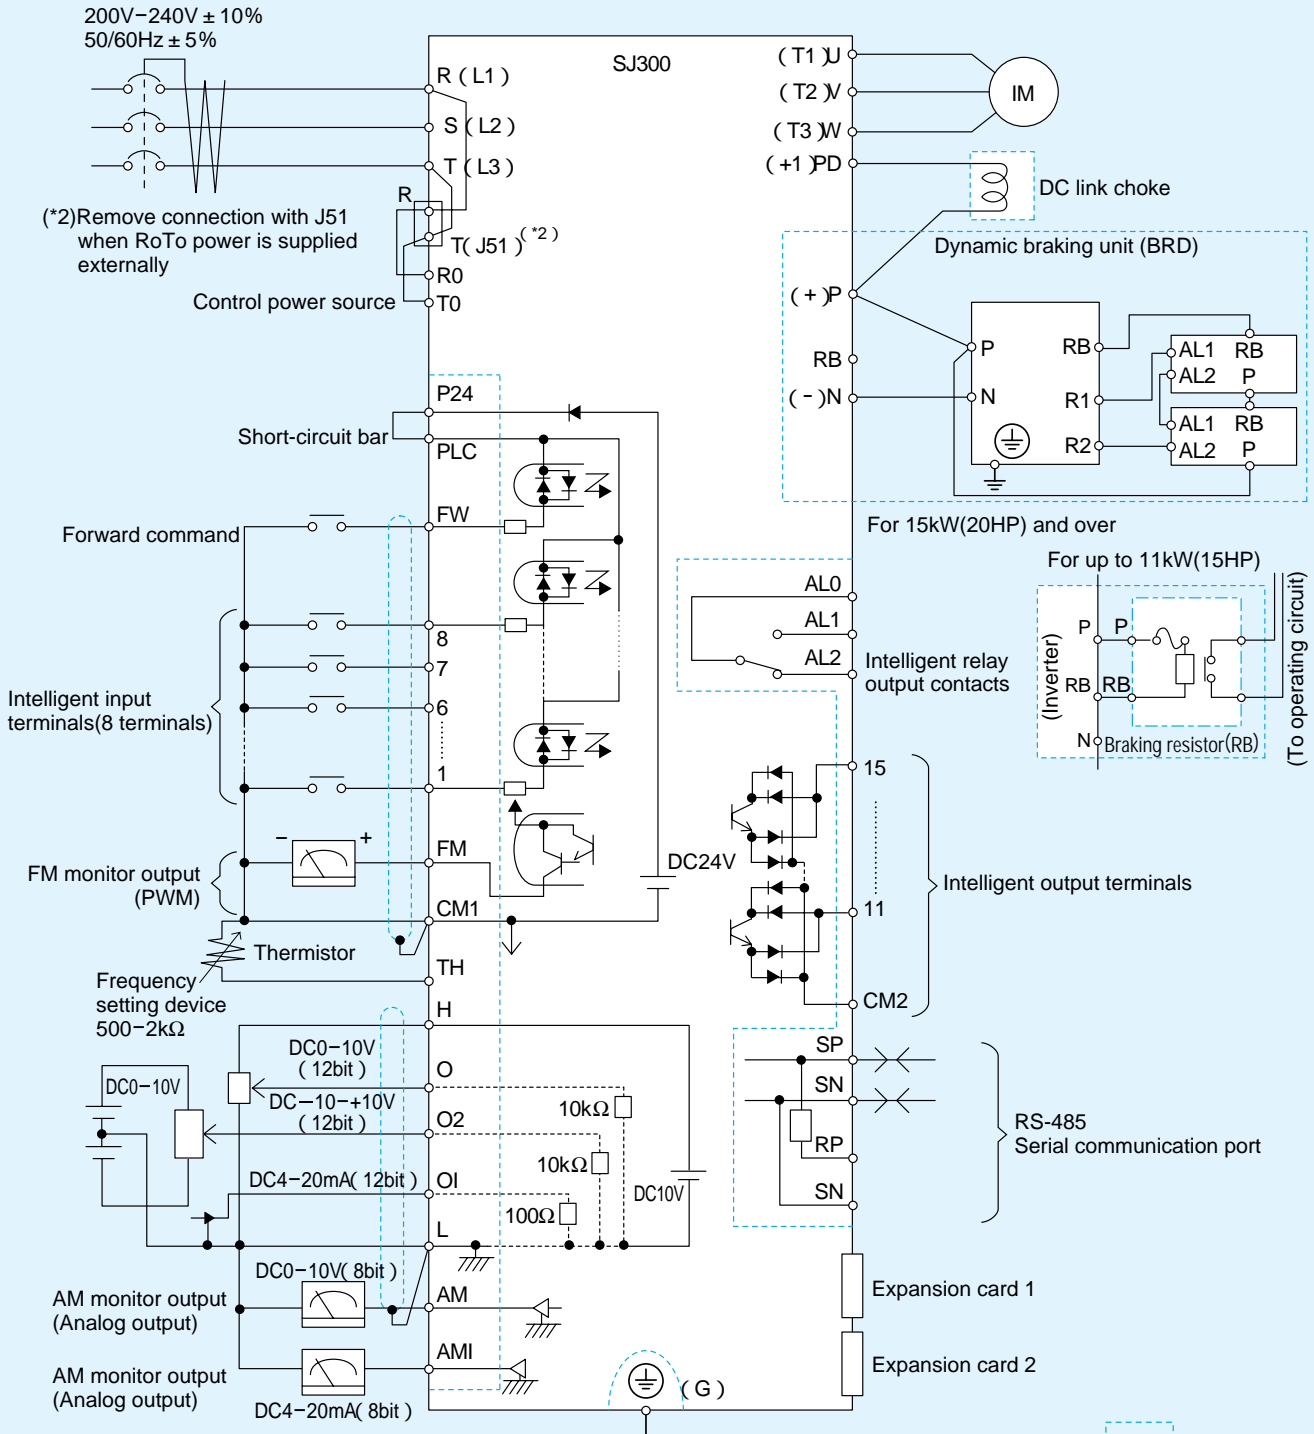 200V−240V ± 10%
50/60Hz ± 5%
SJ300
R ( L1 )
S ( L2 )
T ( L3 )
R
T( J51 ) (*2)
R0
T0
(*2)Remove connection with J51
when RoTo power is supplied
externally
Control power source
( T1 )U
( T2 )V
( T3 )W
( +1 )PD
IM
DC link choke
Dynamic braking unit (BRD)
( + )P
RB
( - )N
P
N
RB
R1
R2
AL1 RB
AL2 P
AL1 RB
AL2 P
For 15kW(20HP) and over
P24
Short-circuit bar
PLC
FW
Forward command
8
7
6
1
Intelligent input
terminals(8 terminals)
− +
FM monitor output
(PWM)
FM
DC24V
CM1
Thermistor
TH
Frequency
setting device
500−2kΩ
H
DC0−10V
( 12bit )
O
DC0−10V
DC−10−+10V
( 12bit )
O2
DC4−20mA( 12bit )
OI
L
10kΩ
10kΩ
100Ω
DC10V
DC0−10V( 8bit )
AM monitor output
(Analog output)
AM
AMI
AM monitor output
(Analog output)
DC4−20mA( 8bit )
( G )
AL0
AL1
AL2
Intelligent relay
output contacts
For up to 11kW(15HP)
(Inverter)
P
P
RB
RB
N
Braking resistor(RB)
(To operating circuit)
15
11
CM2
Intelligent output terminals
SP
SN
RP
SN
RS-485
Serial communication port
Expansion card 1
Expansion card 2